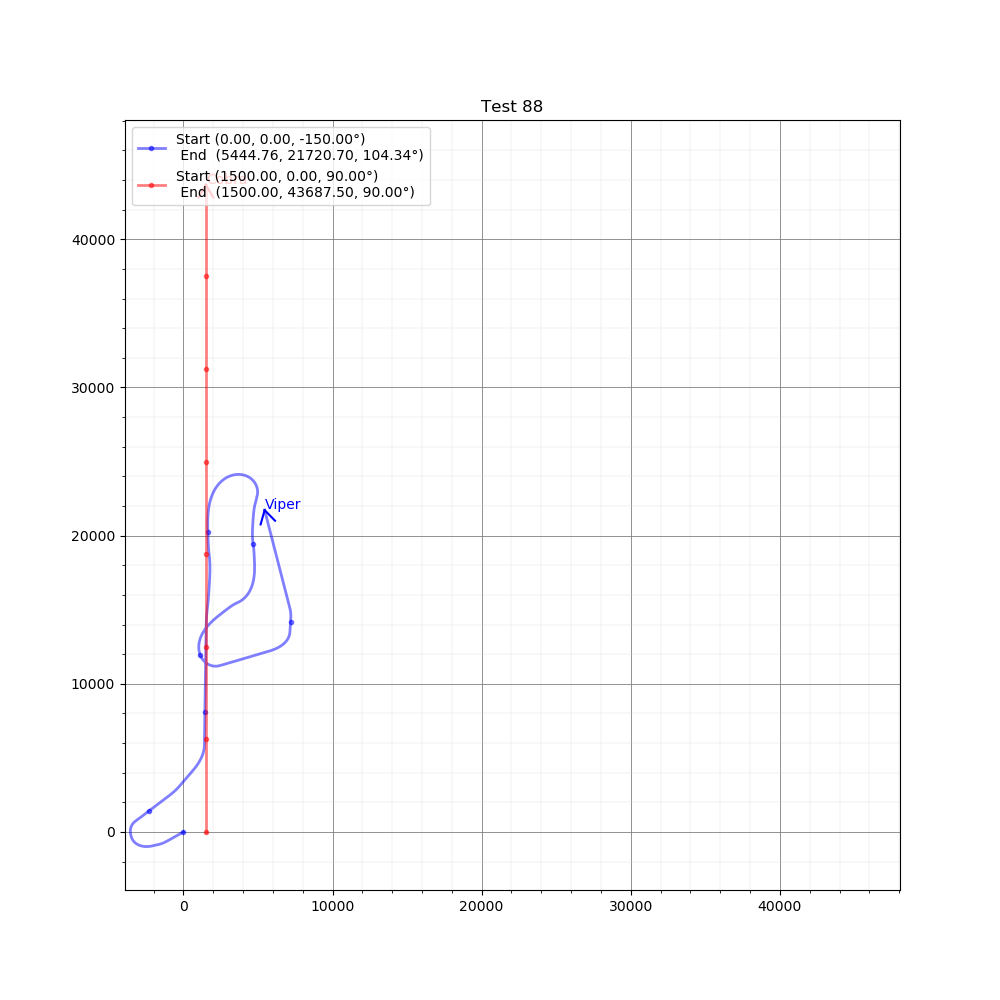 Test 88
Start (0.00, 0.00, -150.00°)
End (5444.76, 21720.70, 104.34°)
Start (1500.00, 0.00, 90.00°)
End (1500.00, 43687.50, 90.00°)
40000
30000
Viper
20000
10000
0
0 10000 20000 30000 40000